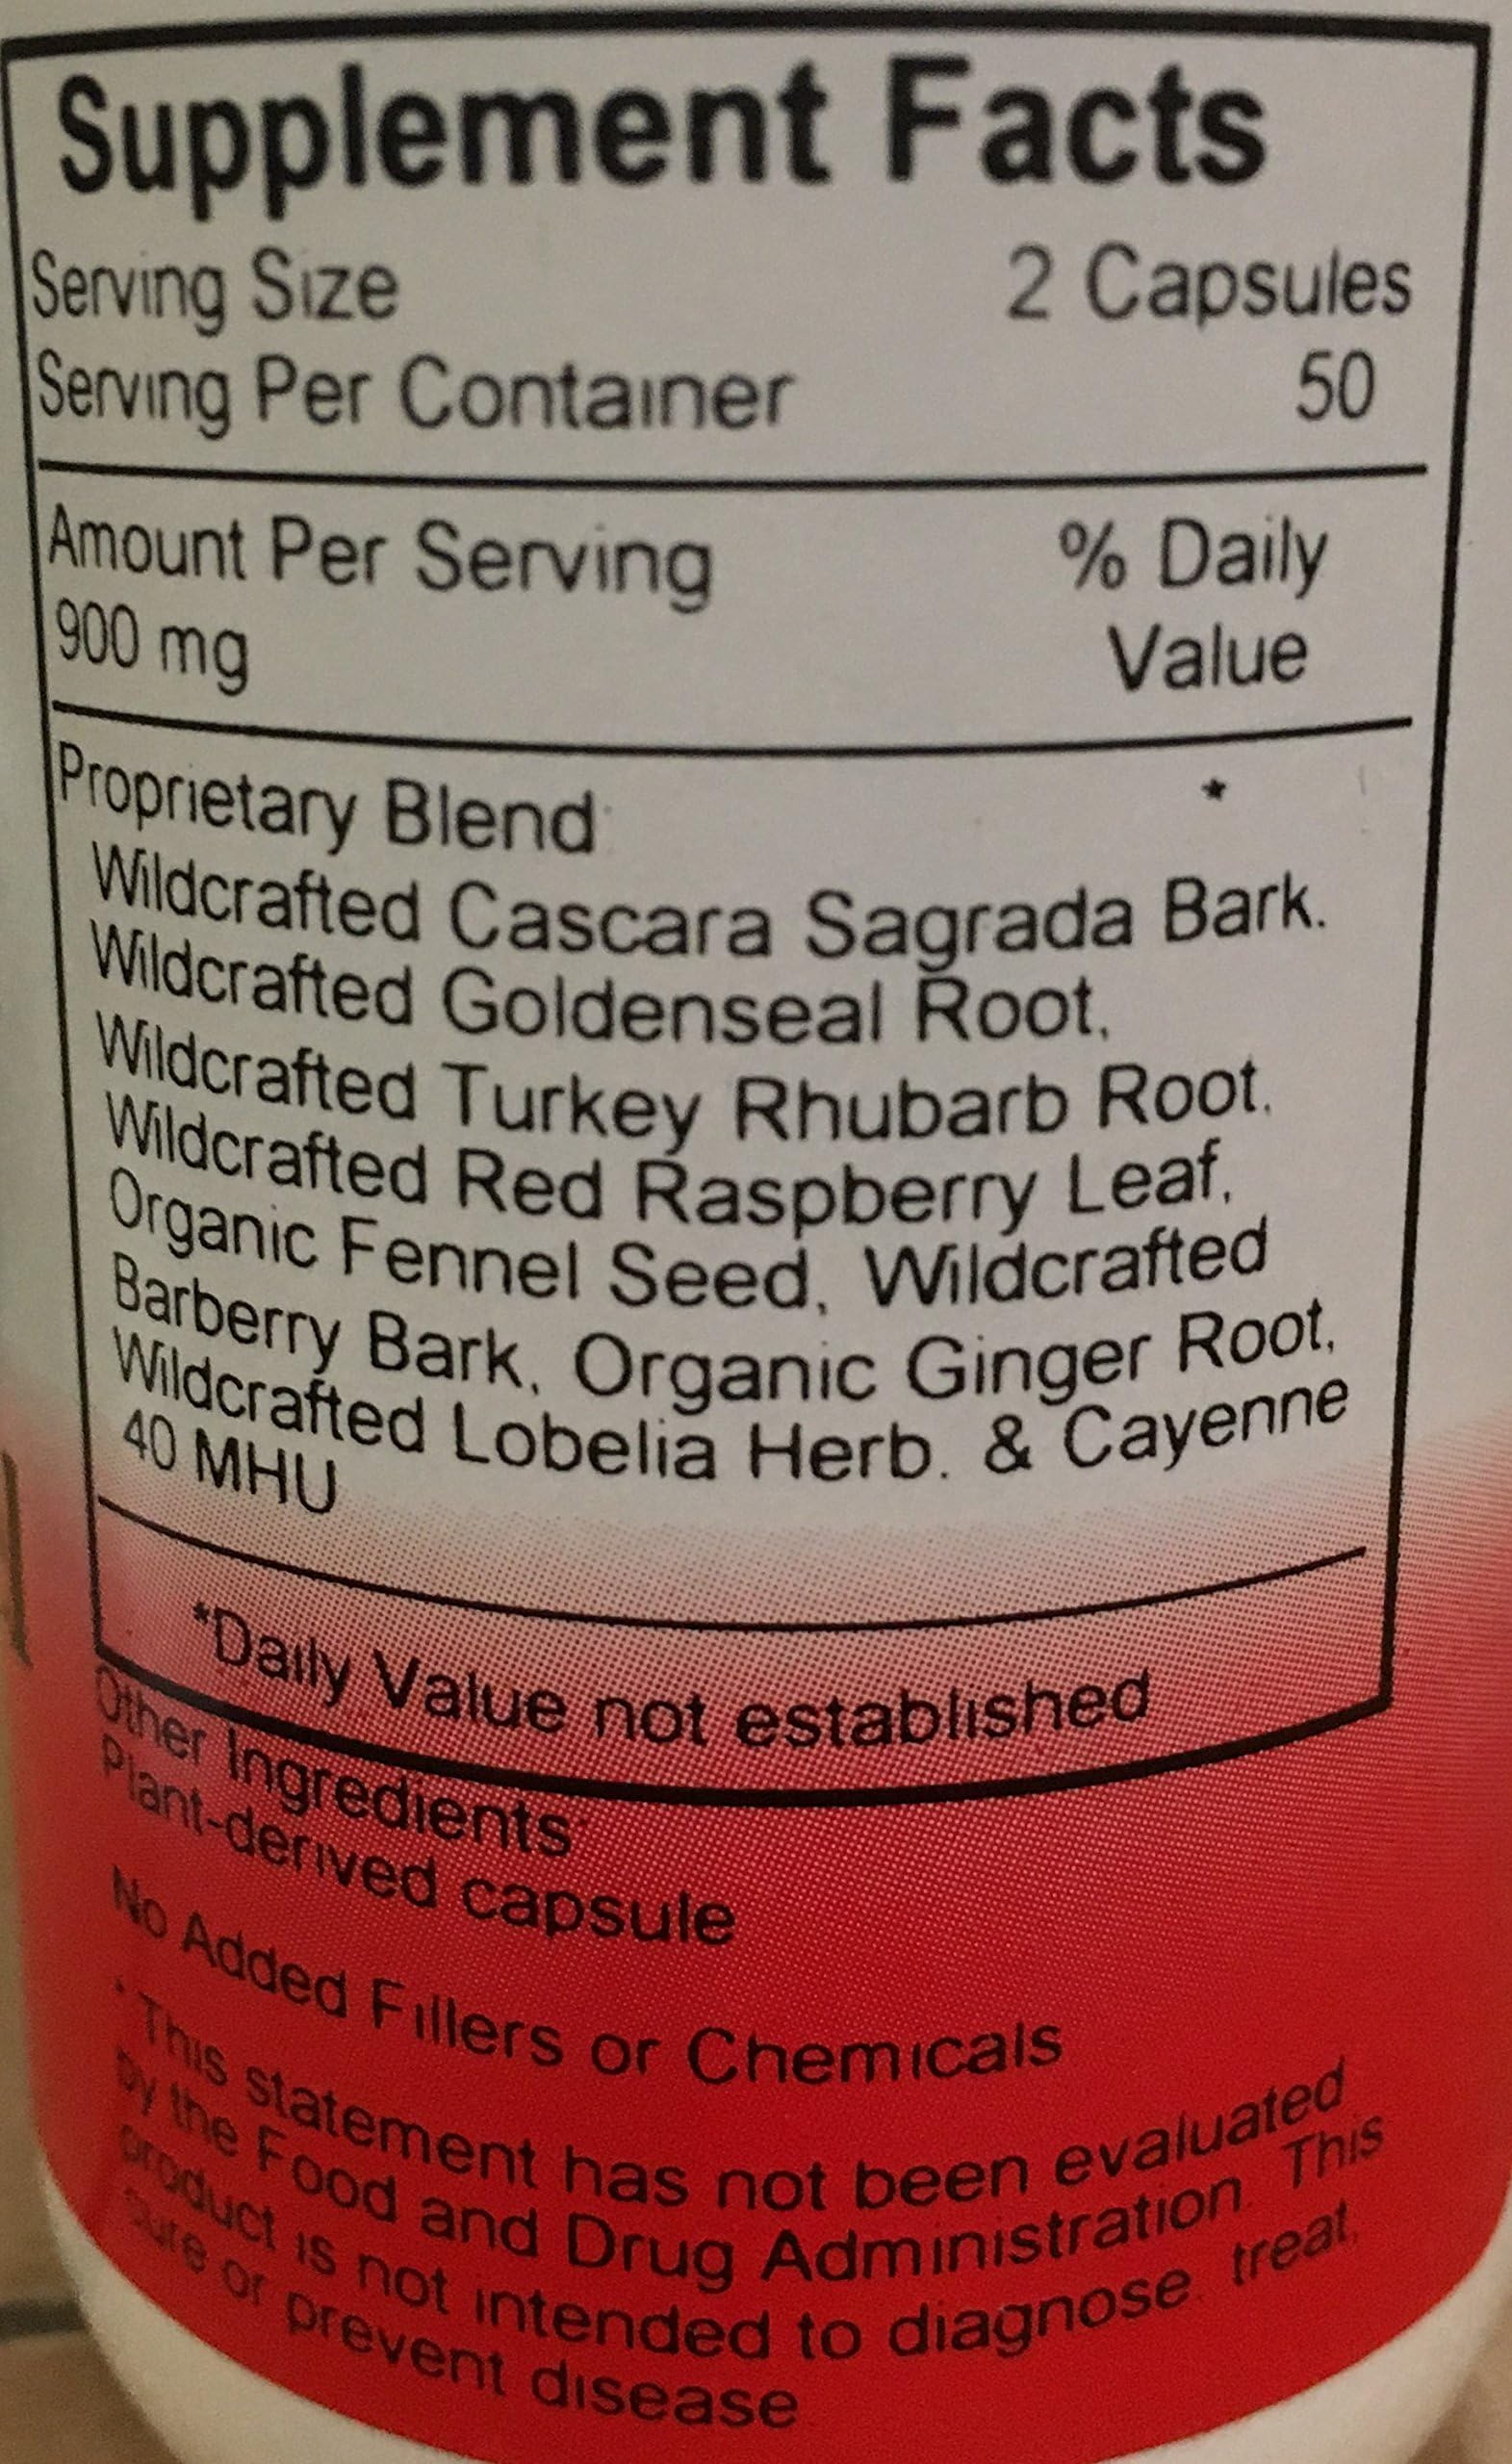 Supplement Facts
Serving Size 2 Capsules
Serving Per Container 50
Amount Per Serving % Daily
900 mg Value
Proprietary Blend *
Wildcrafted Cascara Sagrada Bark,
Wildcrafted Goldenseal Root,
Wildcrafted Turkey Rhubarb Root,
Wildcrafted Red Raspberry Leaf,
Organic Fennel Seed, Wildcrafted
Barberry Bark, Organic Ginger Root,
Wildcrafted Lobelia Herb, & Cayenne
40 MHU
*Daily Value not established
Other Ingredients:
Plant-derived capsule
No Added Fillers or Chemicals
* This statement has not been evaluated
by the Food and Drug Administration. This
product is not intended to diagnose, treat,
cure or prevent disease